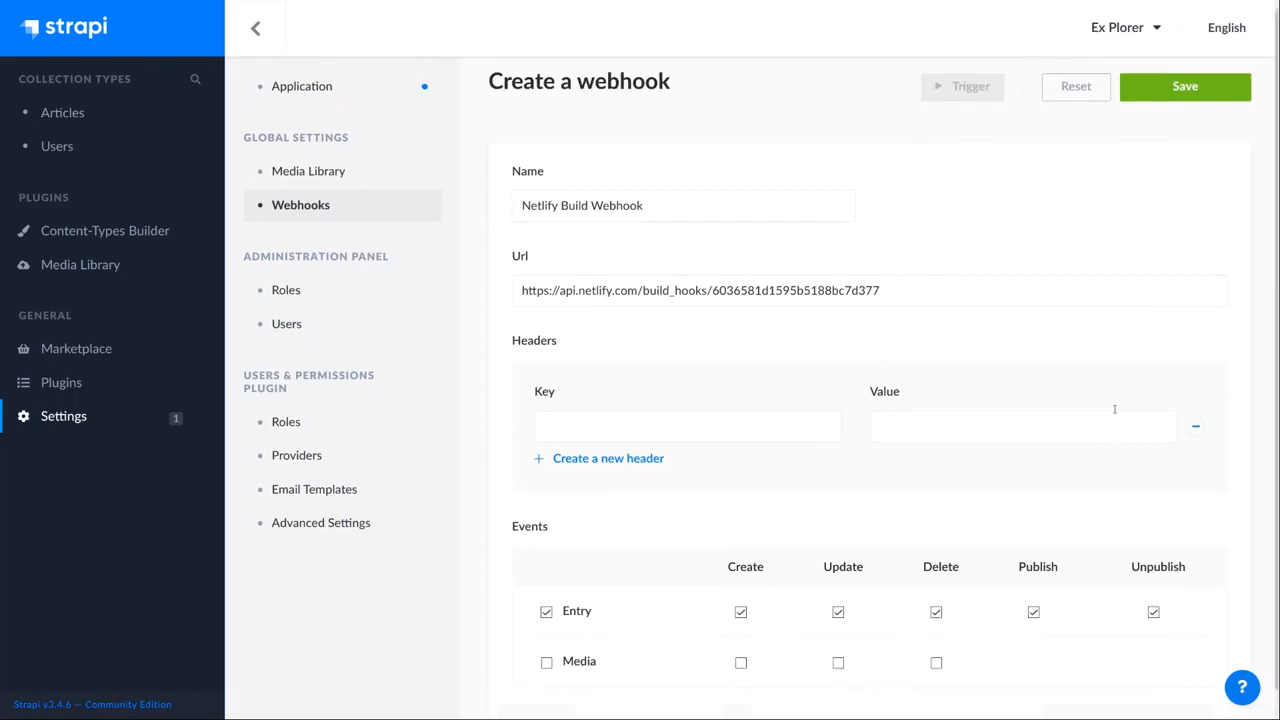 strapi
Ex Plorer
English
COLLECTION TYPES
Articles
Users
PLUGINS
Content-Types Builder
Media Library
GENERAL
Marketplace
Plugins
Settings
1
Strapi v3.4.6 — Community Edition
Application
GLOBAL SETTINGS
Media Library
Webhooks
ADMINISTRATION PANEL
Roles
Users
USERS & PERMISSIONS
PLUGIN
Roles
Providers
Email Templates
Advanced Settings
Create a webhook
Trigger
Reset
Save
Name
Netlify Build Webhook
Url
https://api.netlify.com/build_hooks/6036581d1595b5188bc7d377
Headers
Key
Value
Create a new header
Events
Create
Update
Delete
Publish
Unpublish
Entry
Media
?